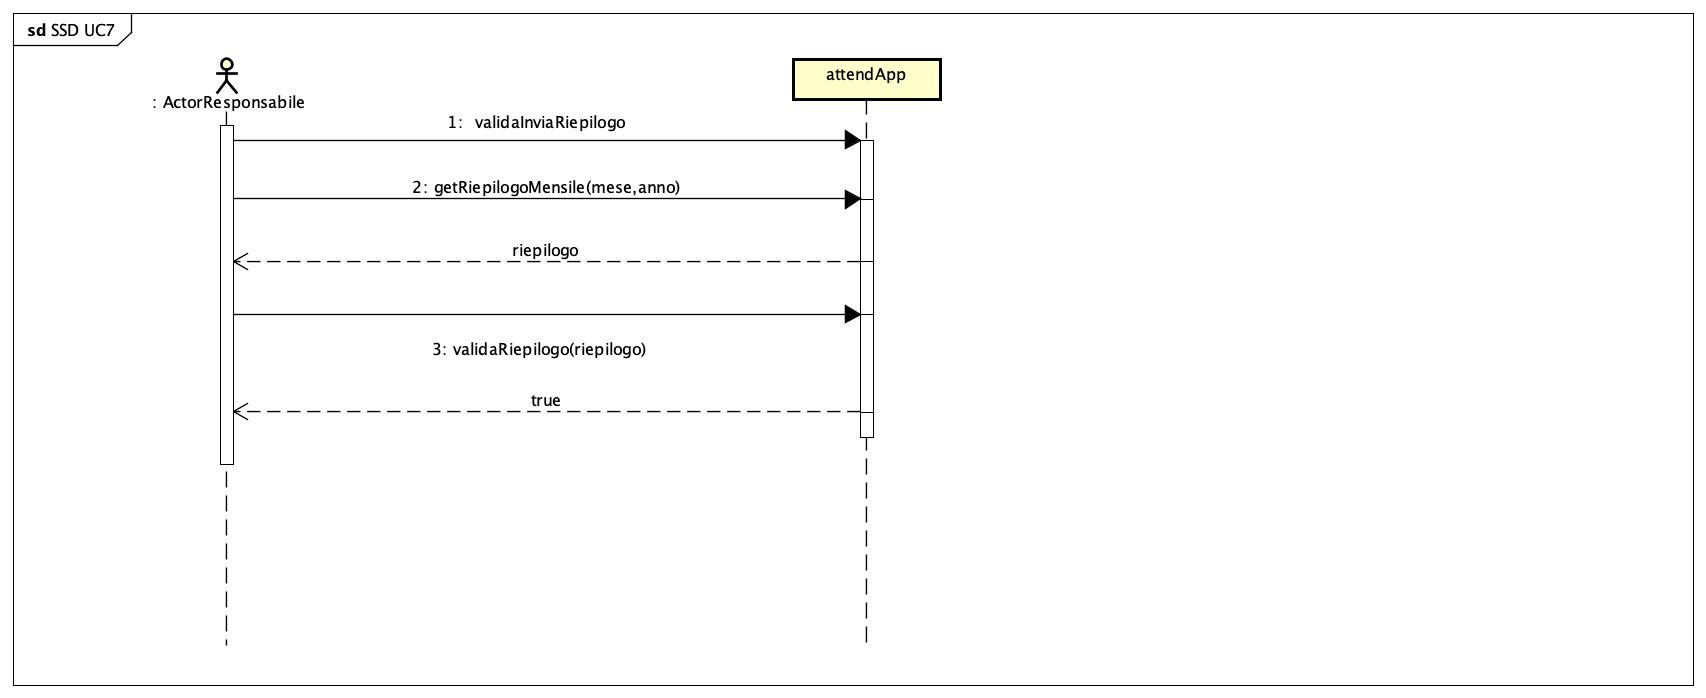 sd SSD UC7
: ActorResponsabile
attendApp
1: validaInviaRiepilogo
2: getRiepilogoMensile(mese,anno)
riepilogo
3: validaRiepilogo(riepilogo)
true